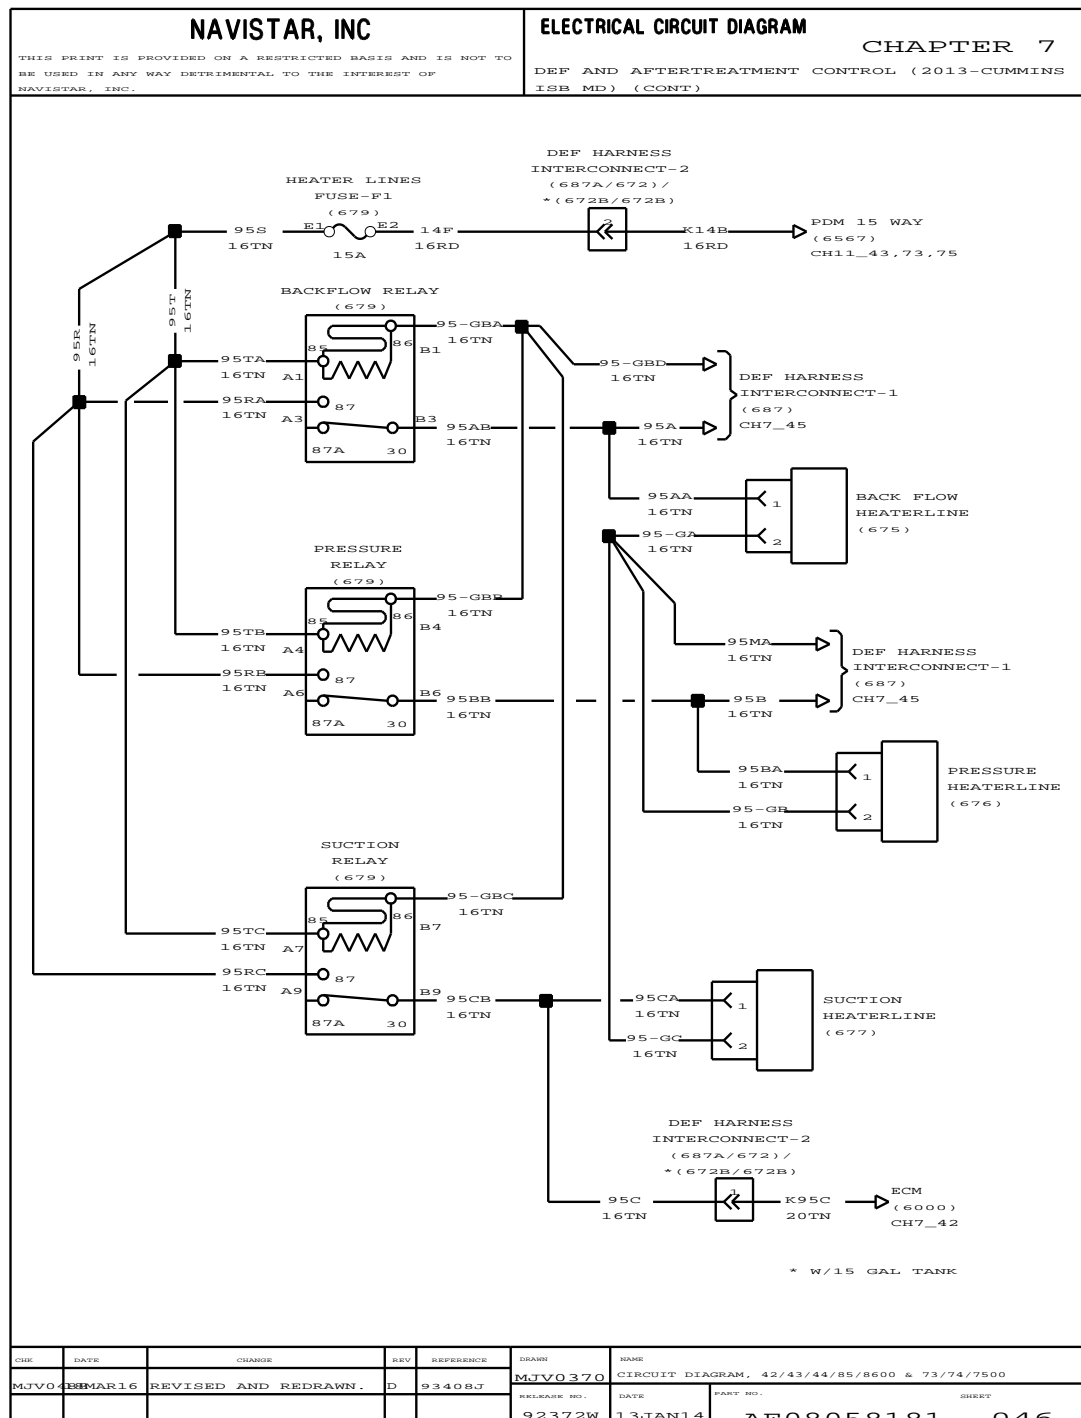 NAVISTAR, INC
THIS PRINT IS PROVIDED ON A RESTRICTED BASIS AND IS NOT TO
BE USED IN ANY WAY DETRIMENTAL TO THE INTEREST OF
NAVISTAR, INC.
ELECTRICAL CIRCUIT DIAGRAM
CHAPTER 7
DEF AND AFTERTREATMENT CONTROL (2013-CUMMINS
ISB MD) (CONT)
DEF HARNESS
INTERCONNECT-2
(687A/672)/
*(672B/672B)
2
HEATER LINES
FUSE-F1
(679)
E1
E2
15A
95S
16TN
14F
16RD
K14B
16RD
PDM 15 WAY
(6567)
CH11_43,73,75
95R
16TN
95T
16TN
BACKFLOW RELAY
(679)
85
86
87
87A
30
95TA
16TN
A1
95RA
16TN
A3
95-GBA
16TN
B1
B3
95AB
16TN
95-GBD
16TN
95A
16TN
DEF HARNESS
INTERCONNECT-1
(687)
CH7_45
95AA
16TN
1
95-GA
16TN
2
BACK FLOW
HEATERLINE
(675)
PRESSURE
RELAY
(679)
85
86
87
87A
30
95TB
16TN
A4
95RB
16TN
A6
95-GBB
16TN
B4
B6
95BB
16TN
95MA
16TN
95B
16TN
DEF HARNESS
INTERCONNECT-1
(687)
CH7_45
95BA
16TN
1
95-GB
16TN
2
PRESSURE
HEATERLINE
(676)
SUCTION
RELAY
(679)
85
86
87
87A
30
95TC
16TN
A7
95RC
16TN
A9
95-GBC
16TN
B7
B9
95CB
16TN
95CA
16TN
1
95-GC
16TN
2
SUCTION
HEATERLINE
(677)
DEF HARNESS
INTERCONNECT-2
(687A/672)/
*(672B/672B)
1
95C
16TN
K95C
20TN
ECM
(6000)
CH7_42
* W/15 GAL TANK
CHK
DATE
CHANGE
REV
REFERENCE
DRAWN
NAME
MAR16
REVISED AND REDRAWN.
D
93408J
MJV0370
CIRCUIT DIAGRAM, 42/43/44/85/8600 & 73/74/7500
RELEASE NO.
DATE
PART NO.
SHEET
92372W
13JAN14
AF08058181
046